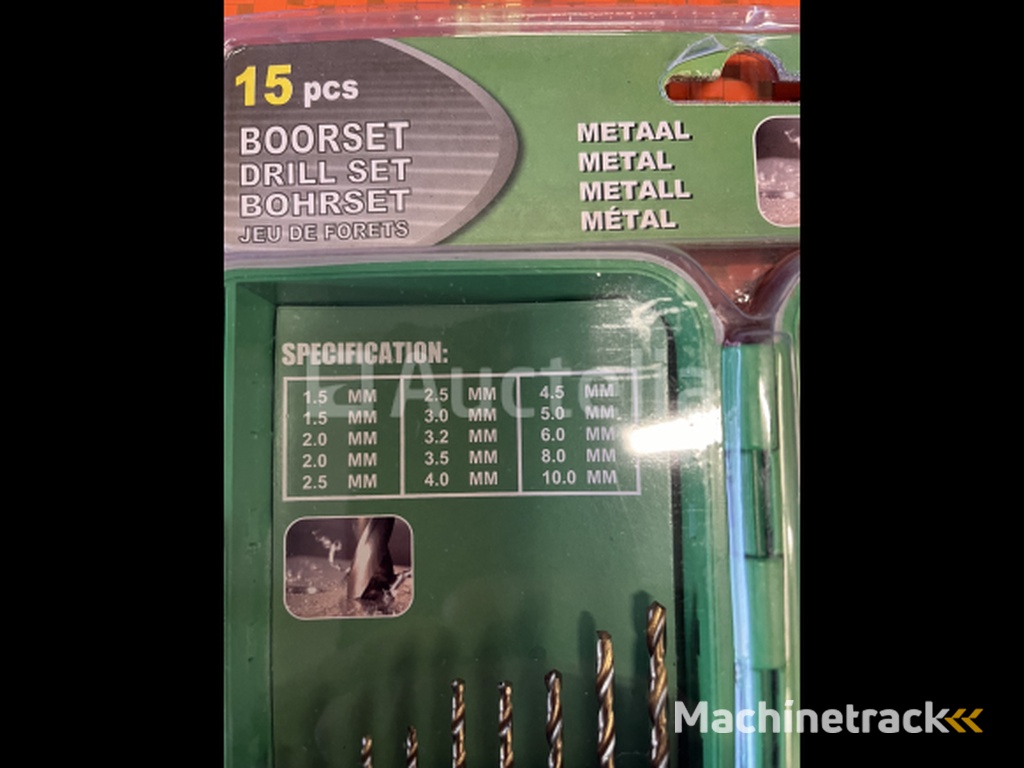 15 pcs
BOORSET
DRILL SET
BOHRSET
JEU DE FORETS
METAAL
METAL
METALL
MÉTAL
SPECIFICATION:
1.5 MM 2.5 MM 4.5 MM
1.5 MM 3.0 MM 5.0 MM
2.0 MM 3.2 MM 6.0 MM
2.0 MM 3.5 MM 8.0 MM
2.5 MM 4.0 MM 10.0 MM
Auctelia
Machinetrack